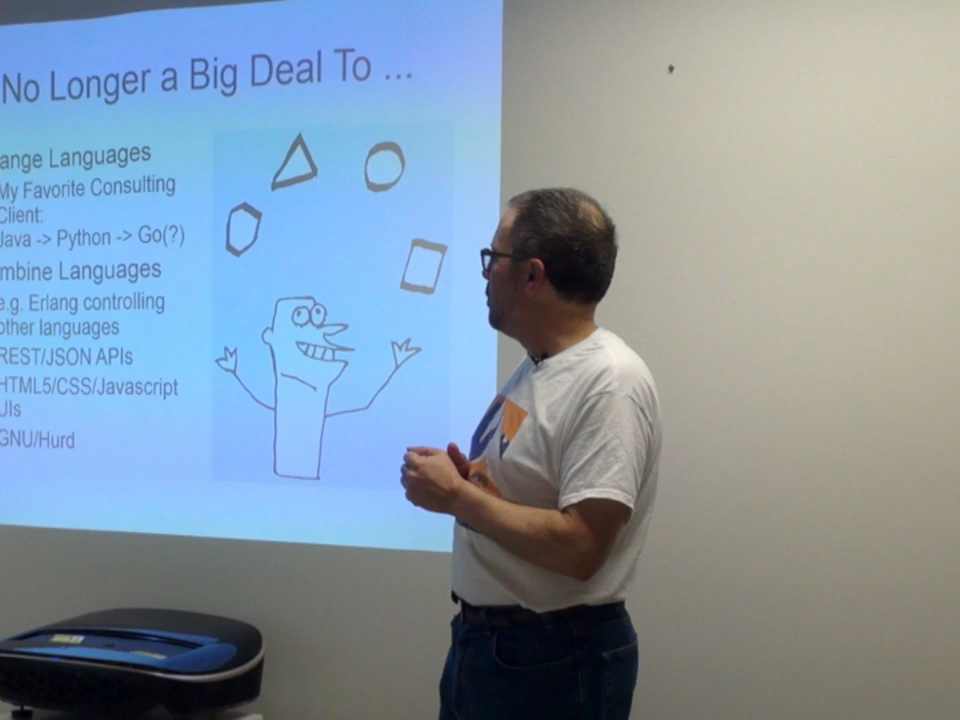 No Longer a Big Deal To ...
ange Languages
My Favorite Consulting
Client:
Java -> Python -> Go(?)
mbine Languages
e.g. Erlang controlling
other languages
REST/JSON APIs
HTML5/CSS/Javascript
UIs
GNU/Hurd